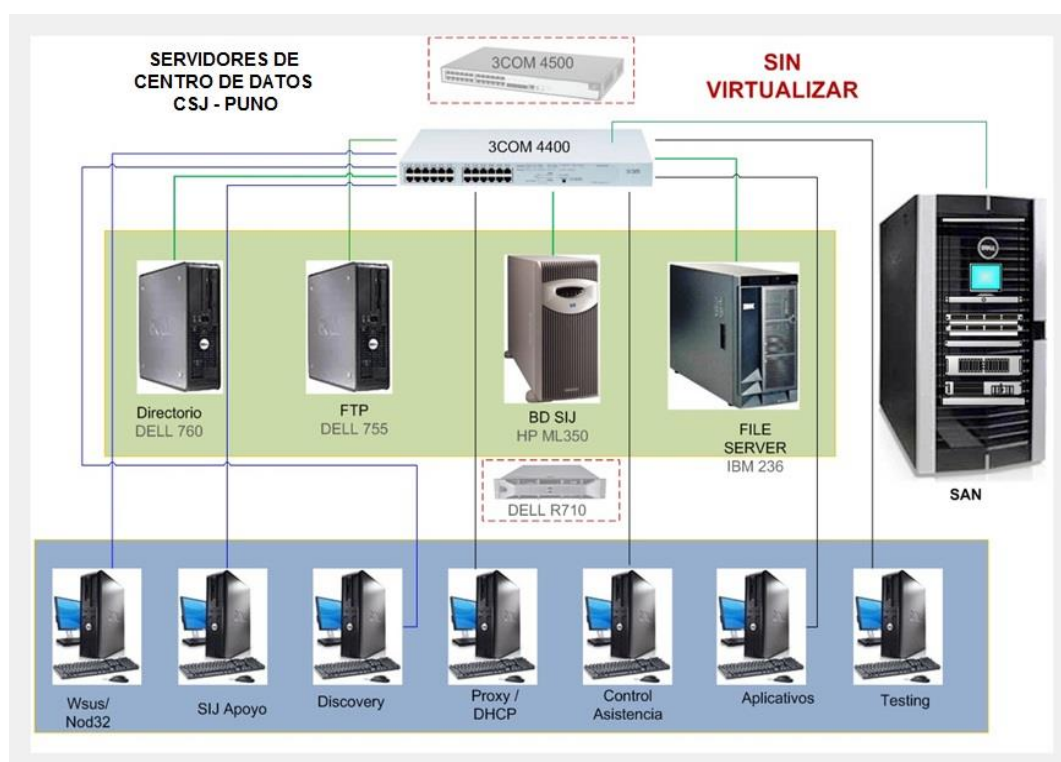 SERVIDORES DE
CENTRO DE DATOS
CSJ - PUNO
3COM 4500
SIN
VIRTUALIZAR
3COM 4400
DELL
Directorio
DELL 760
FTP
DELL 755
BD SIJ
HP ML350
FILE
SERVER
IBM 236
SAN
DELL R710
Wsus/
Nod32
SIJ Apoyo
Discovery
Proxy /
DHCP
Control
Asistencia
Aplicativos
Testing